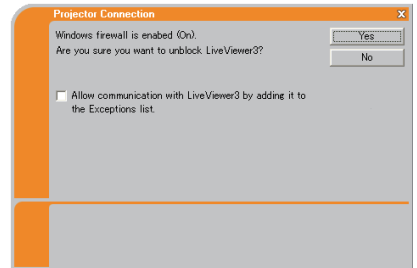 Projector Connection
X
Windows firewall is enabed (On).
Are you sure you want to unblock LiveViewer3?
Yes
No
Allow communication with LiveViewer3 by adding it to
the Exceptions list.